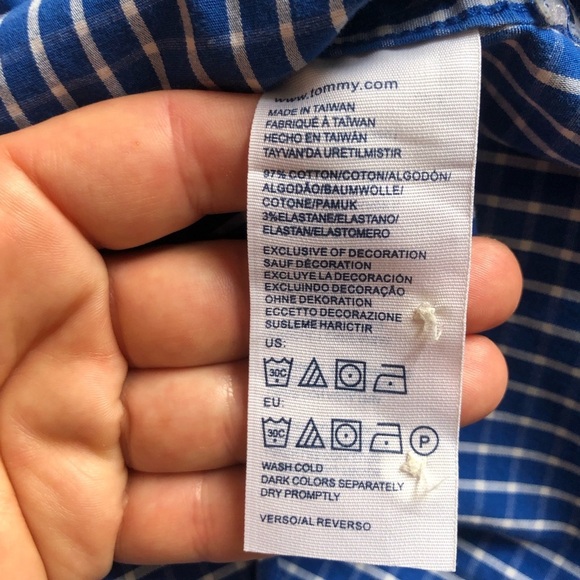 www.tommy.com
MADE IN TAIWAN
FABRIQUÉ À TAÏWAN
HECHO EN TAIWÁN
TAYVAN'DA URETILMISTIR
97% COTTON/COTON/ALGODÓN/
ALGODÃO/BAUMWOLLE/
COTONE/PAMUK
3%ELASTANE/ELASTANO/
ELASTAN/ELASTOMERO
EXCLUSIVE OF DECORATION
SAUF DÉCORATION
EXCLUYE LA DECORACIÓN
EXCLUINDO DECORAÇÃO
OHNE DEKORATION
ECCETTO DECORAZIONE
SUSLEME HARICTIR
US:
30C
EU:
30C P
WASH COLD
DARK COLORS SEPARATELY
DRY PROMPTLY
VERSO/AL REVERSO